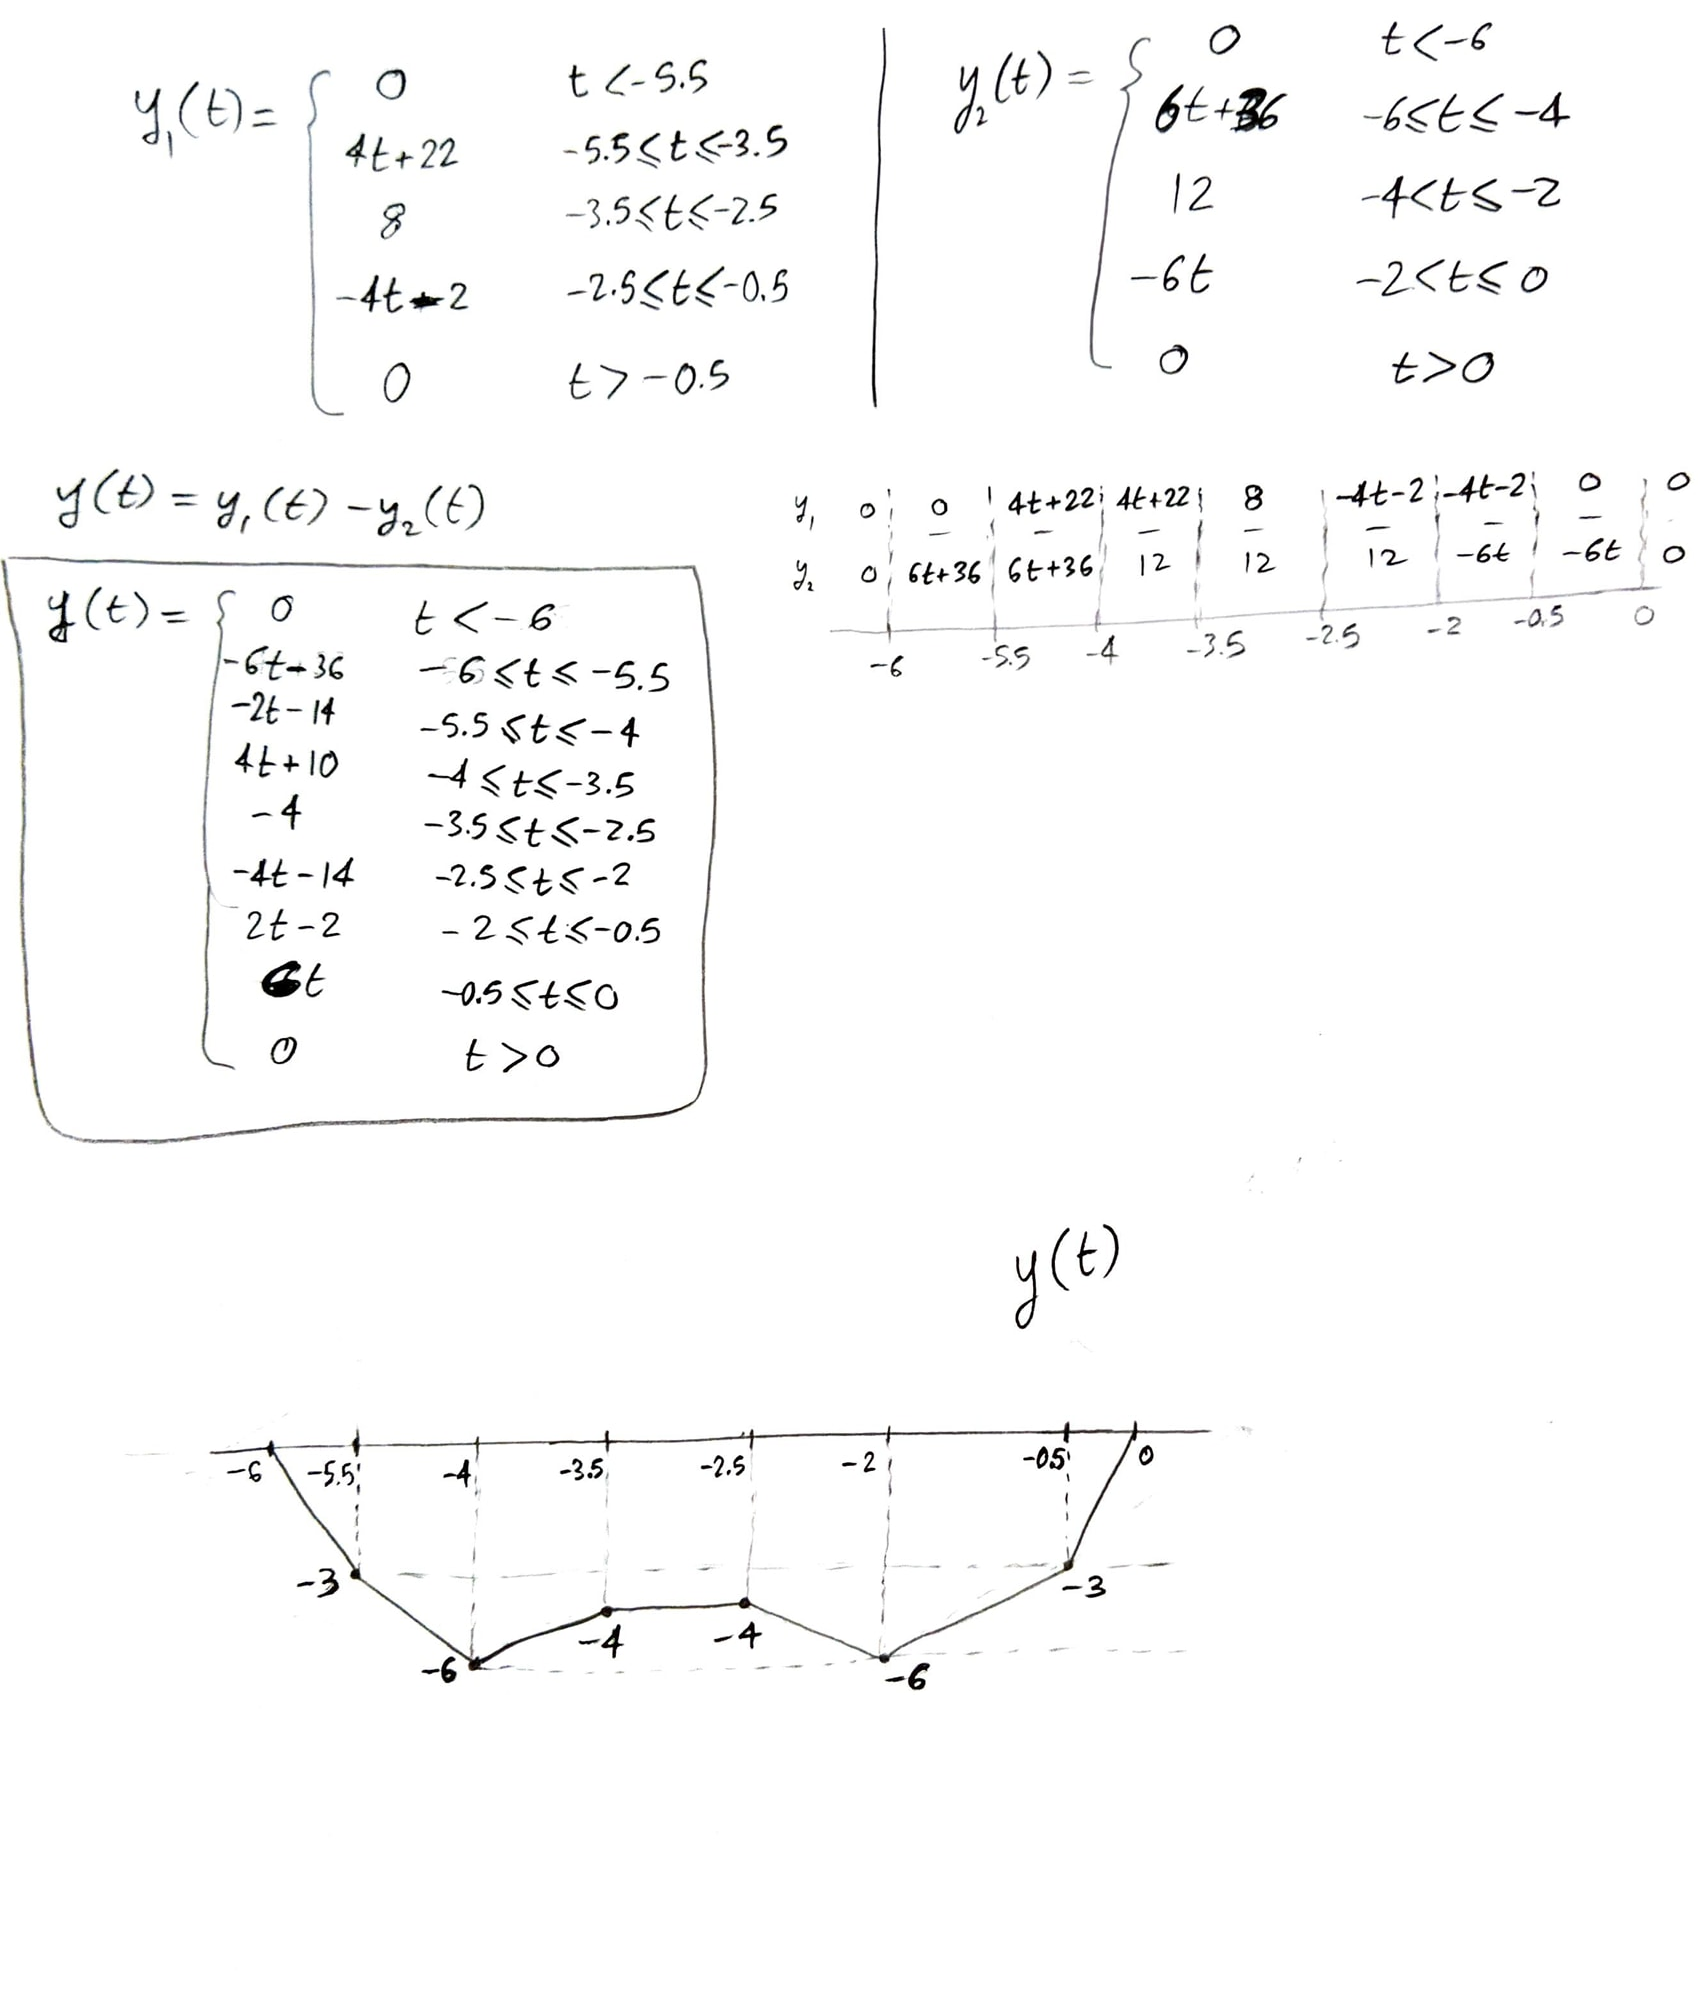 y₁(t) = { 0 t < -5.5
4t+22 -5.5 ≤ t ≤ -3.5
8 -3.5 ≤ t ≤ -2.5
-4t-2 -2.5 ≤ t ≤ -0.5
0 t > -0.5
y₂(t) = { 0 t < -6
6t+36 -6 ≤ t ≤ -4
12 -4 < t ≤ -2
-6t -2 < t ≤ 0
0 t > 0
y(t) = y₁(t) - y₂(t)
y₁ 0 0 4t+22 4t+22 8 -4t-2 -4t-2 0 0
- - - - - - -
y₂ 0 6t+36 6t+36 12 12 12 -6t -6t 0
-6 -5.5 -4 -3.5 -2.5 -2 -0.5 0
y(t) = { 0 t < -6
-6t-36 -6 ≤ t ≤ -5.5
-2t-14 -5.5 ≤ t ≤ -4
4t+10 -4 ≤ t ≤ -3.5
-4 -3.5 ≤ t ≤ -2.5
-4t-14 -2.5 ≤ t ≤ -2
2t-2 -2 ≤ t ≤ -0.5
6t -0.5 ≤ t ≤ 0
0 t > 0
y(t)
-6 -5.5 -4 -3.5 -2.5 -2 -0.5 0
-3 -3
-4 -4
-6 -6